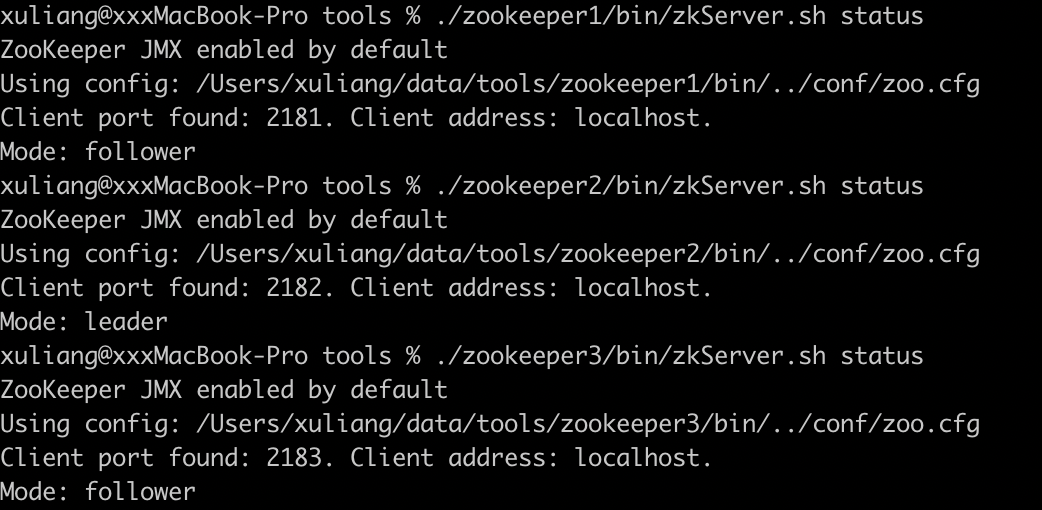 xuliang@xxxMacBook-Pro tools % ./zookeeper1/bin/zkServer.sh status
ZooKeeper JMX enabled by default
Using config: /Users/xuliang/data/tools/zookeeper1/bin/../conf/zoo.cfg
Client port found: 2181. Client address: localhost.
Mode: follower
xuliang@xxxMacBook-Pro tools % ./zookeeper2/bin/zkServer.sh status
ZooKeeper JMX enabled by default
Using config: /Users/xuliang/data/tools/zookeeper2/bin/../conf/zoo.cfg
Client port found: 2182. Client address: localhost.
Mode: leader
xuliang@xxxMacBook-Pro tools % ./zookeeper3/bin/zkServer.sh status
ZooKeeper JMX enabled by default
Using config: /Users/xuliang/data/tools/zookeeper3/bin/../conf/zoo.cfg
Client port found: 2183. Client address: localhost.
Mode: follower